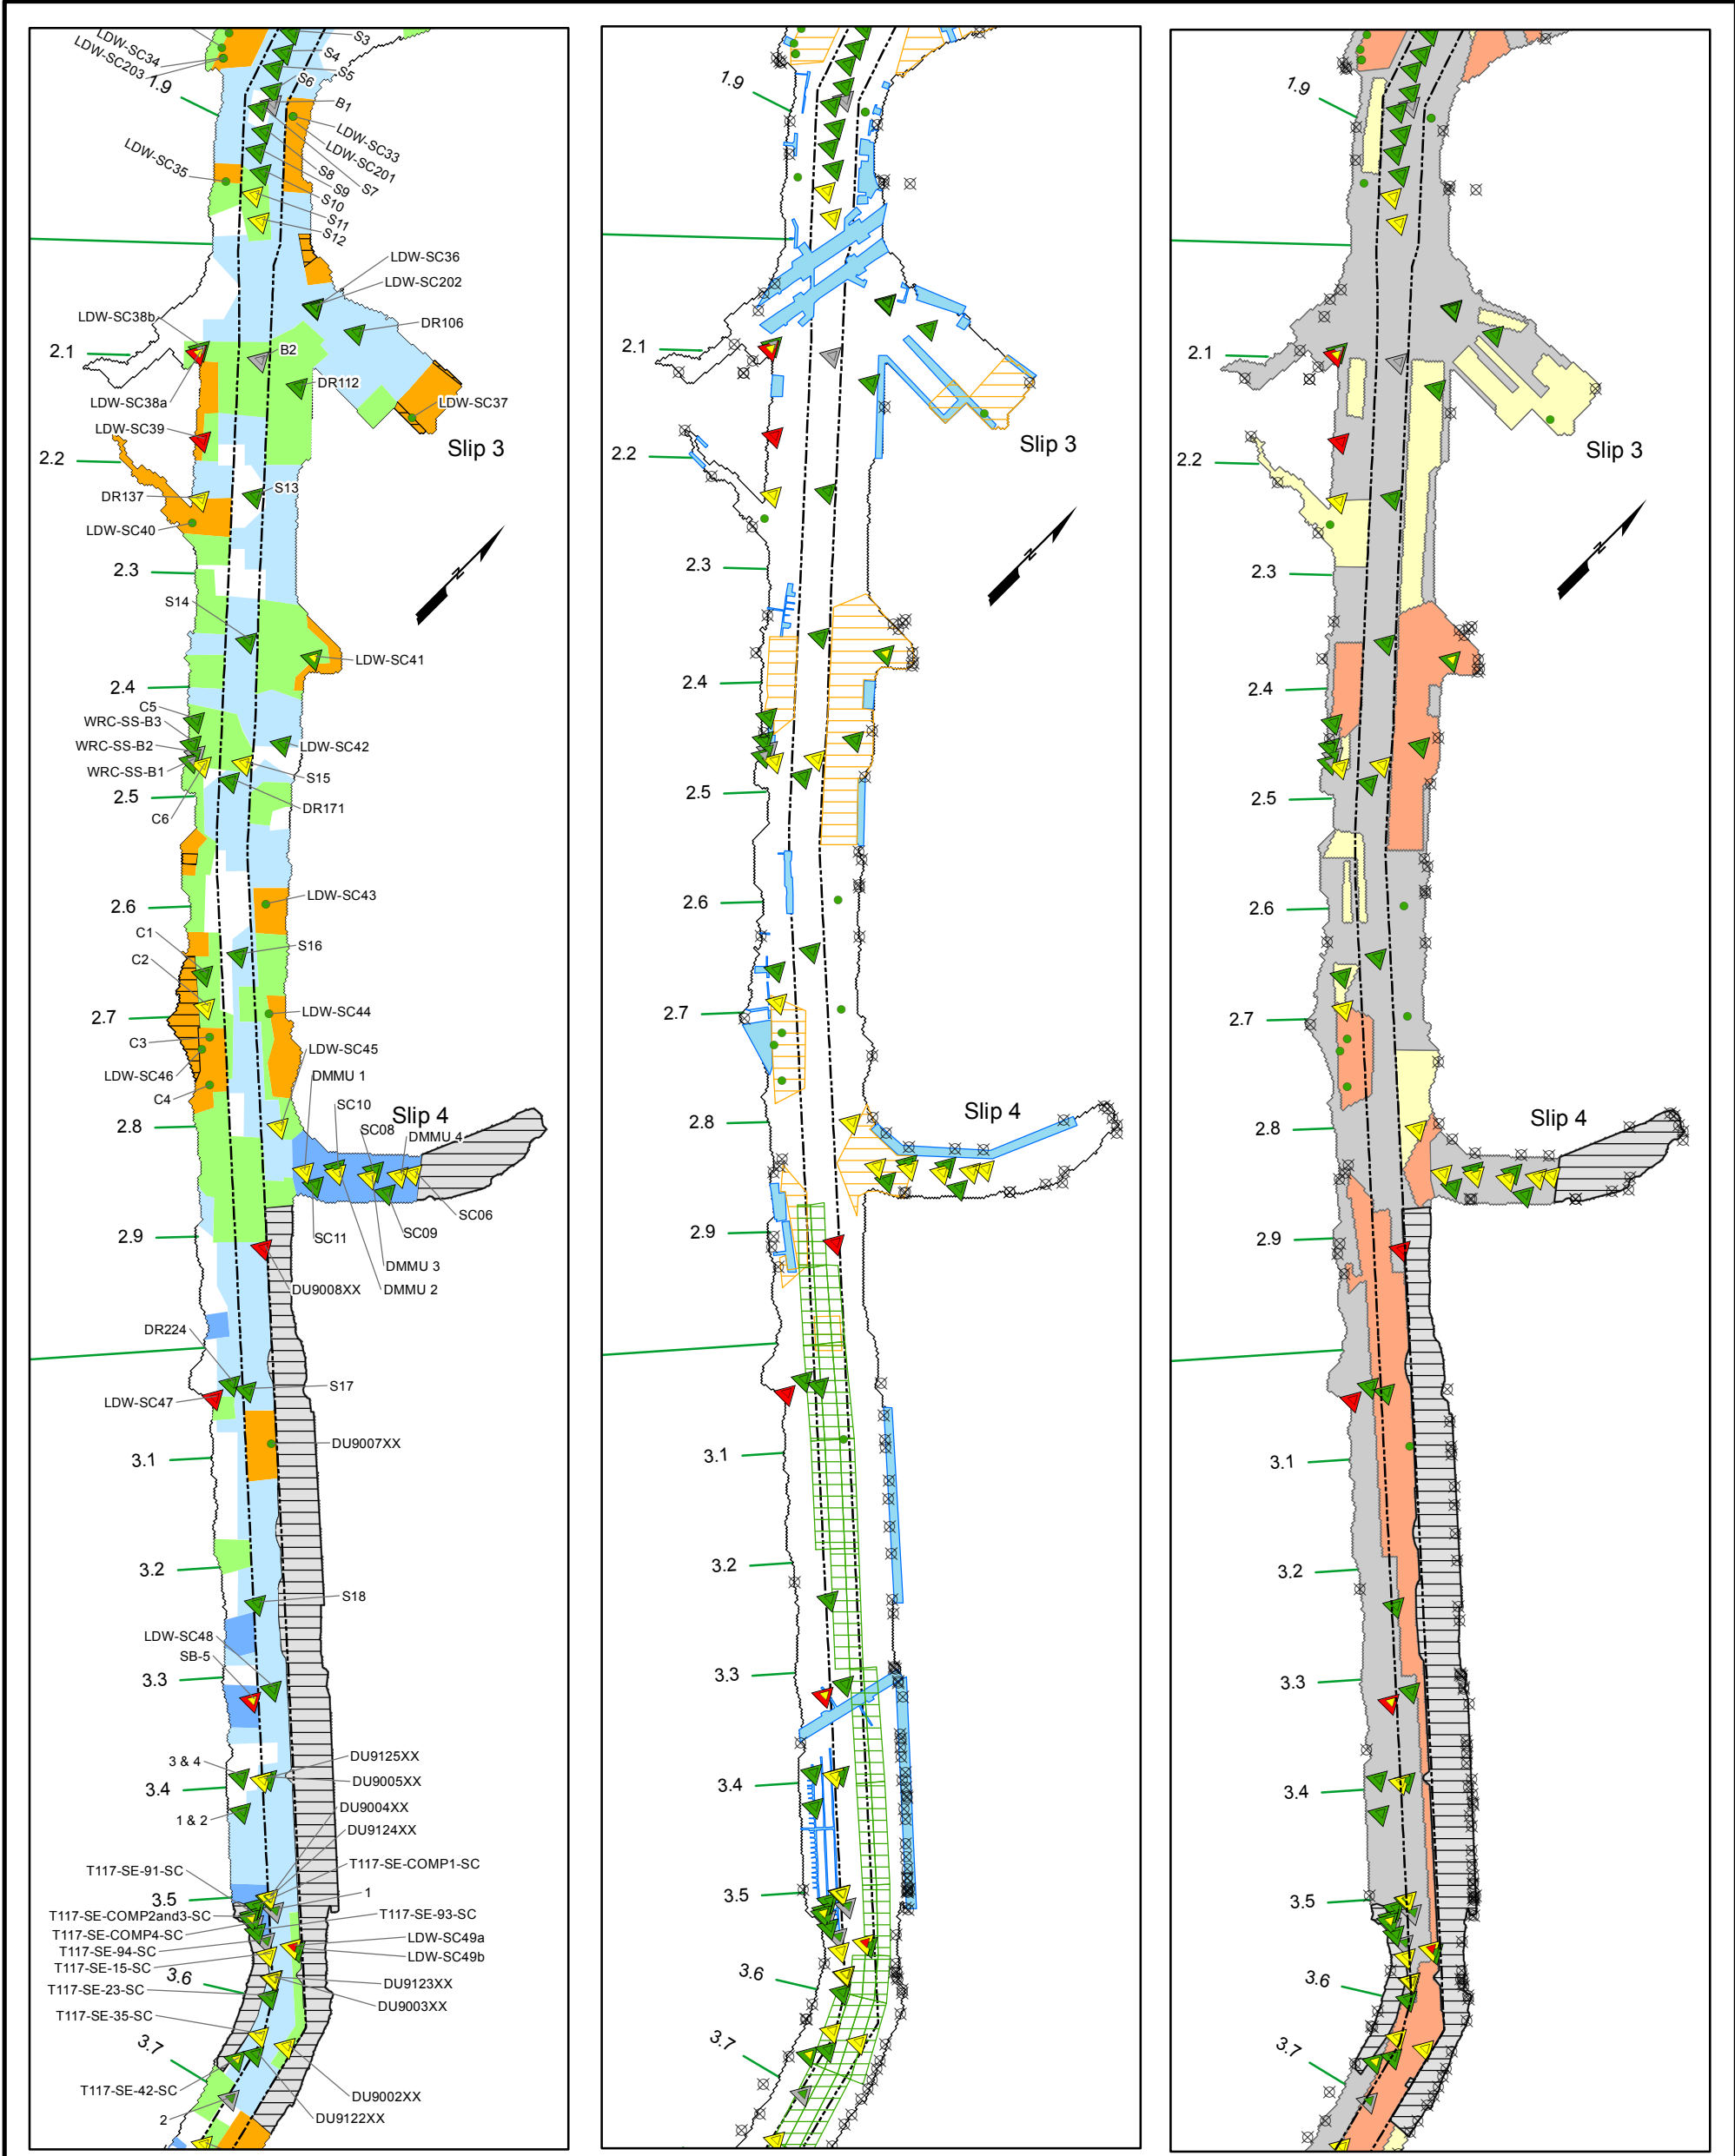 S3
LDW-SC34
S4
LDW-SC203
S5
1.9
S6
B1
LDW-SC33
LDW-SC201
LDW-SC35
S8
S7
S9
S10
S11
S12
LDW-SC36
LDW-SC202
LDW-SC38b
DR106
2.1
B2
DR112
LDW-SC38a
LDW-SC37
LDW-SC39
Slip 3
2.2
DR137
S13
LDW-SC40
N
2.3
S14
LDW-SC41
2.4
C5
WRC-SS-B3
WRC-SS-B2
LDW-SC42
WRC-SS-B1
S15
2.5
DR171
C6
LDW-SC43
2.6
C1
S16
C2
2.7
LDW-SC44
C3
LDW-SC45
LDW-SC46
DMMU 1
C4
SC10
Slip 4
2.8
SC08
DMMU 4
SC06
2.9
SC11
SC09
DMMU 3
DU9008XX
DMMU 2
DR224
S17
LDW-SC47
DU9007XX
3.1
3.2
S18
LDW-SC48
SB-5
3.3
3 & 4
DU9125XX
3.4
DU9005XX
DU9004XX
1 & 2
DU9124XX
T117-SE-COMP1-SC
T117-SE-91-SC
3.5
1
T117-SE-COMP2and3-SC
T117-SE-93-SC
T117-SE-COMP4-SC
LDW-SC49a
T117-SE-94-SC
LDW-SC49b
T117-SE-15-SC
3.6
DU9123XX
T117-SE-23-SC
DU9003XX
T117-SE-35-SC
3.7
T117-SE-42-SC
DU9002XX
2
DU9122XX
1.9
2.1
Slip 3
2.2
N
2.3
2.4
2.5
2.6
2.7
2.8
Slip 4
2.9
3.1
3.2
3.3
3.4
3.5
3.6
3.7
1.9
2.1
Slip 3
2.2
N
2.3
2.4
2.5
2.6
2.7
2.8
Slip 4
2.9
3.1
3.2
3.3
3.4
3.5
3.6
3.7